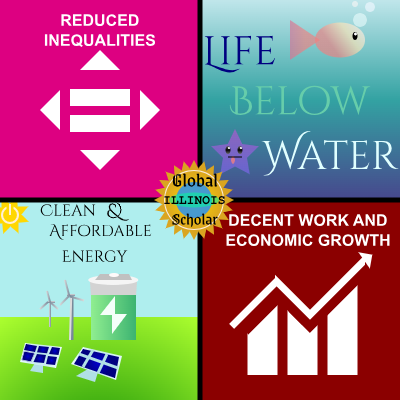 REDUCED
INEQUALITIES
LIFE
BELOW
WATER
Global
ILLINOIS
Scholar
CLEAN &
AFFORDABLE
ENERGY
DECENT WORK AND
ECONOMIC GROWTH